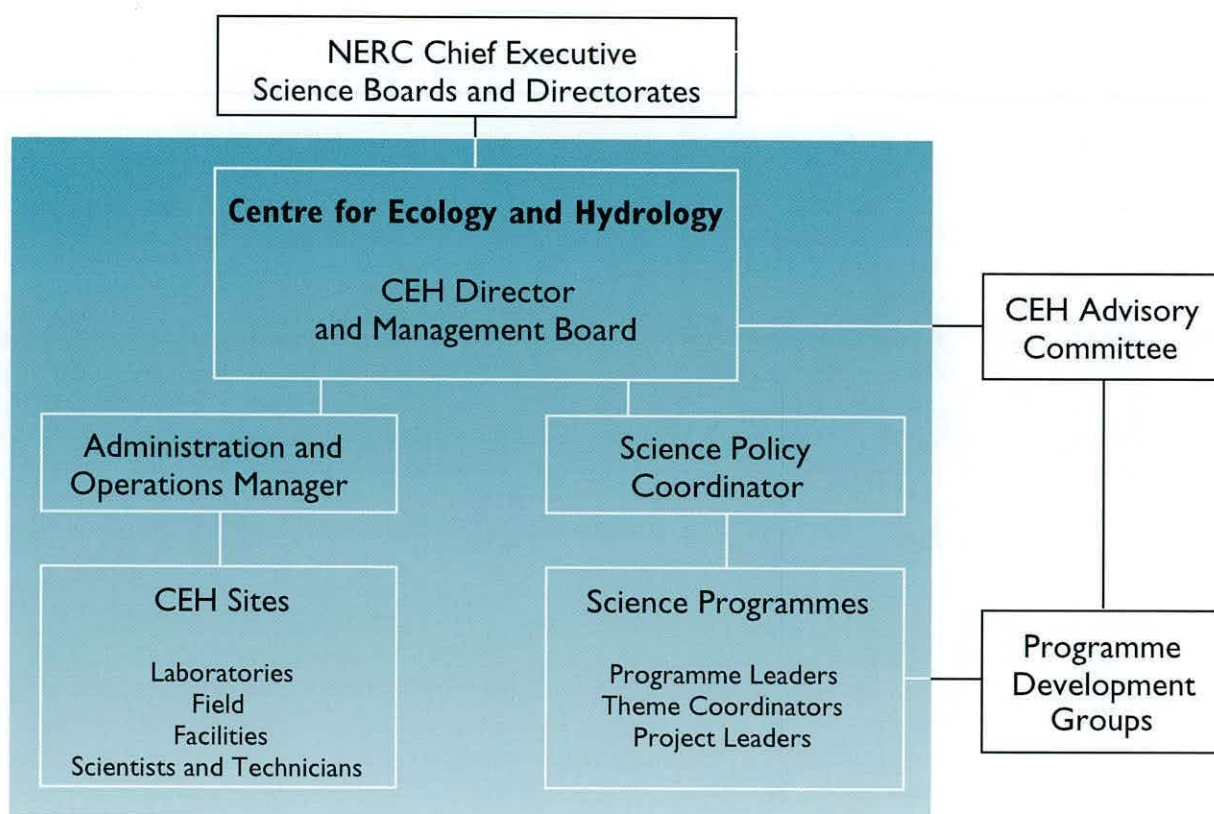 NERC Chief Executive
Science Boards and Directorates
Centre for Ecology and Hydrology
CEH Director
and Management Board
CEH Advisory
Committee
Administration and
Operations Manager
Science Policy
Coordinator
CEH Sites
Laboratories
Field
Facilities
Scientists and Technicians
Science Programmes
Programme Leaders
Theme Coordinators
Project Leaders
Programme
Development
Groups